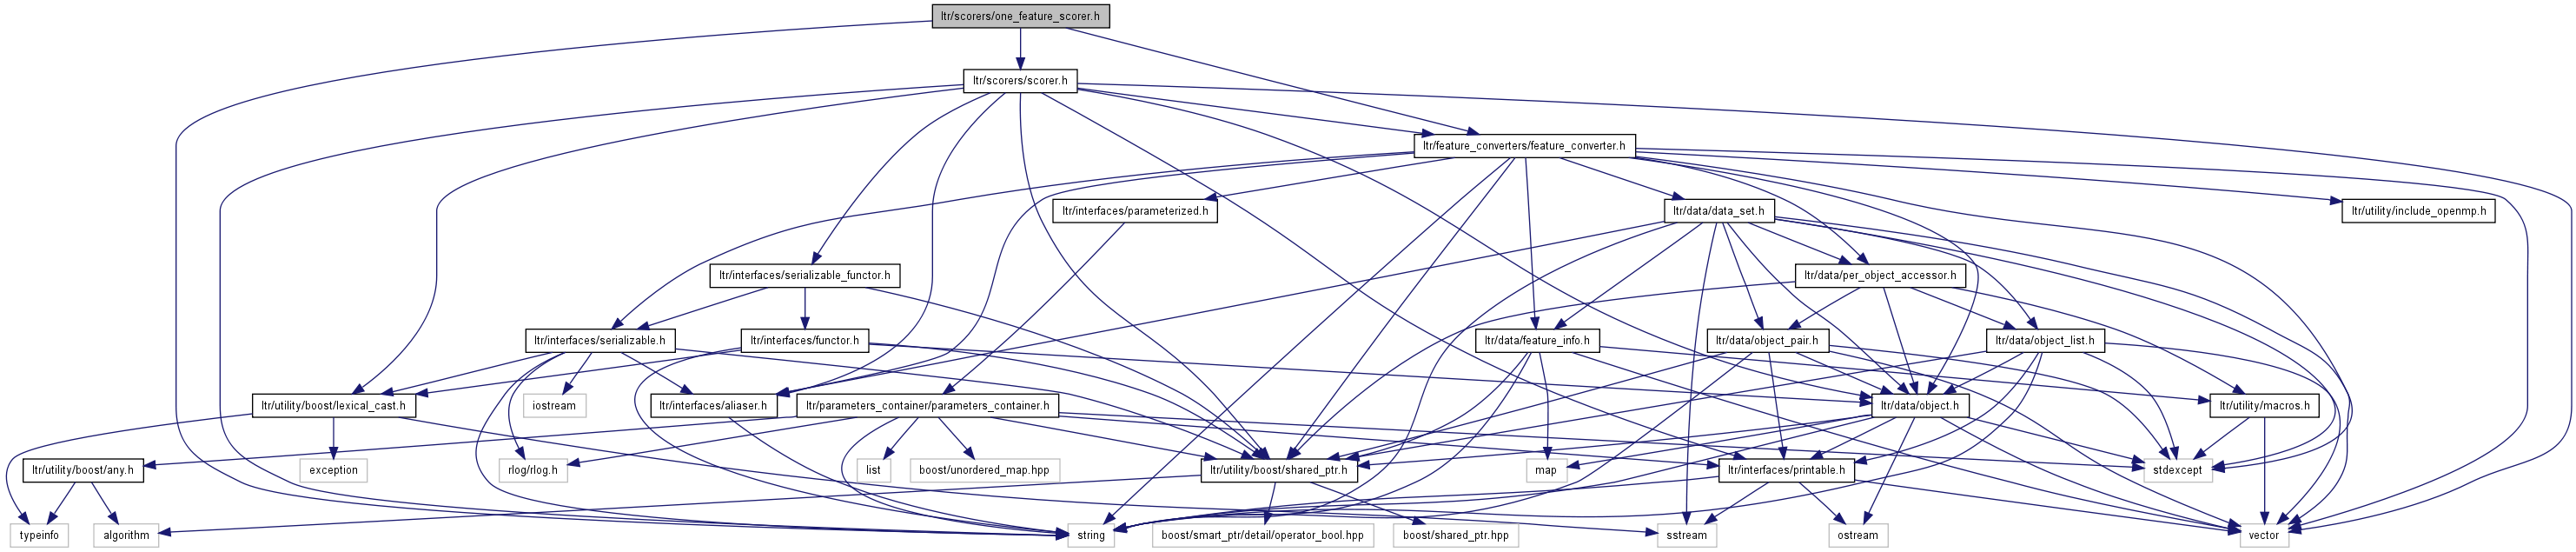 ltr/scorers/one_feature_scorer.h
ltr/scorers/scorer.h
ltr/feature_converters/feature_converter.h
ltr/interfaces/parameterized.h
ltr/data/data_set.h
ltr/utility/include_openmp.h
ltr/interfaces/serializable_functor.h
ltr/data/per_object_accessor.h
ltr/interfaces/serializable.h
ltr/interfaces/functor.h
ltr/data/feature_info.h
ltr/data/object_pair.h
ltr/data/object_list.h
ltr/utility/boost/lexical_cast.h
iostream
ltr/interfaces/aliaser.h
ltr/parameters_container/parameters_container.h
ltr/data/object.h
ltr/utility/macros.h
ltr/utility/boost/any.h
exception
rlog/rlog.h
list
boost/unordered_map.hpp
ltr/utility/boost/shared_ptr.h
map
ltr/interfaces/printable.h
stdexcept
typeinfo
algorithm
string
boost/smart_ptr/detail/operator_bool.hpp
boost/shared_ptr.hpp
sstream
ostream
vector